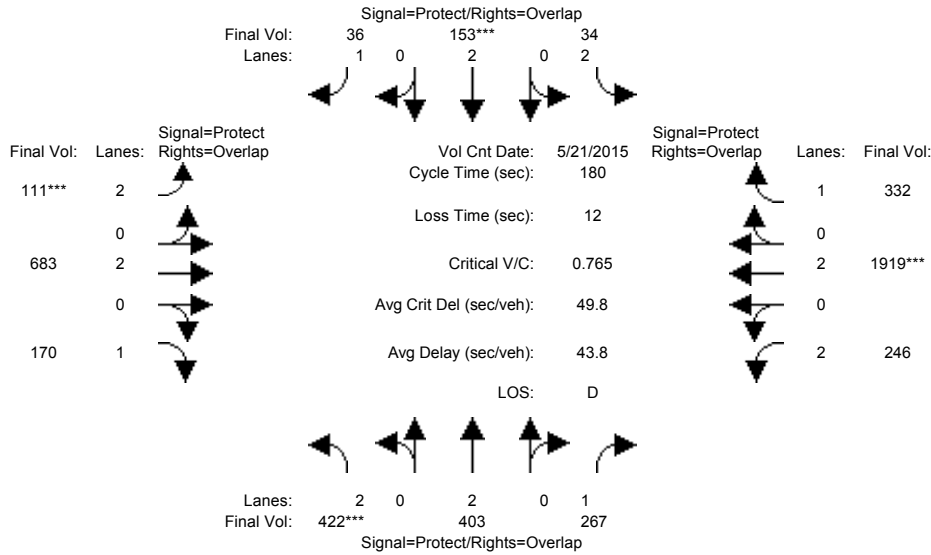 Signal=Protect/Rights=Overlap
Final Vol: 36 153*** 34
Lanes: 1 0 2 0 2
Signal=Protect Signal=Protect
Final Vol: Lanes: Rights=Overlap Vol Cnt Date: 5/21/2015 Rights=Overlap Lanes: Final Vol:
Cycle Time (sec): 180
111*** 2 1 332
Loss Time (sec): 12
0 0
683 2 Critical V/C: 0.765 2 1919***
0 Avg Crit Del (sec/veh): 49.8 0
170 1 Avg Delay (sec/veh): 43.8 2 246
LOS: D
Lanes: 2 0 2 0 1
Final Vol: 422*** 403 267
Signal=Protect/Rights=Overlap